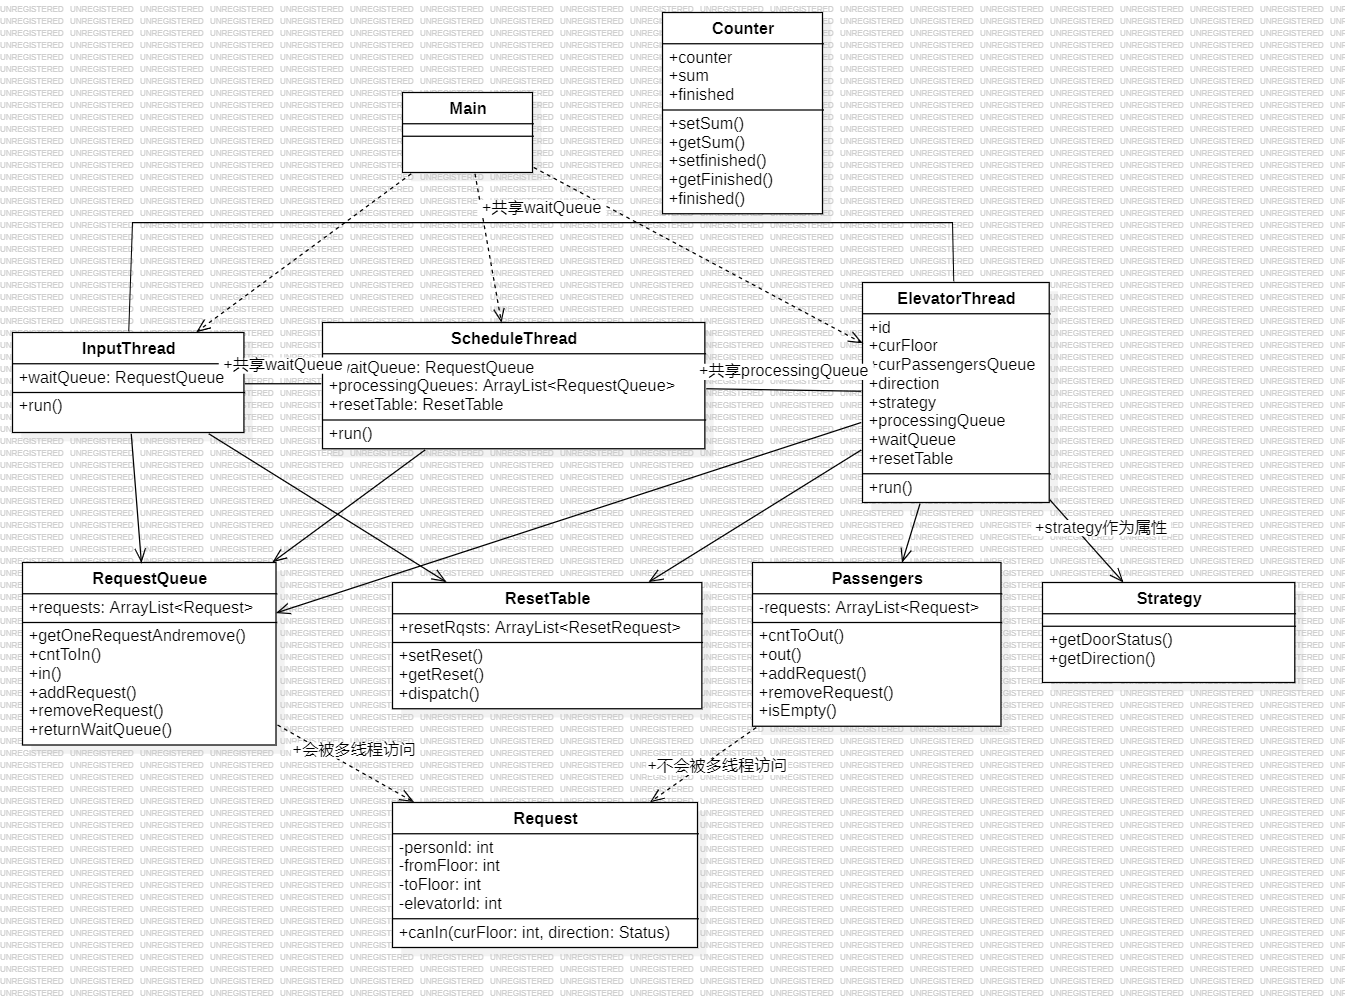 Counter
+counter
+sum
+finished
+setSum()
+getSum()
+setfinished()
+getFinished()
+finished()
Main
+共享waitQueue
InputThread
+waitQueue: RequestQueue
+run()
+共享waitQueue
ScheduleThread
waitQueue: RequestQueue
+processingQueues: ArrayList<RequestQueue>
+resetTable: ResetTable
+run()
+共享processingQueue
ElevatorThread
+id
+curFloor
+curPassengersQueue
+direction
+strategy
+processingQueue
+waitQueue
+resetTable
+run()
+strategy作为属性
RequestQueue
+requests: ArrayList<Request>
+getOneRequestAndremove()
+cntToIn()
+in()
+addRequest()
+removeRequest()
+returnWaitQueue()
ResetTable
+resetRqsts: ArrayList<ResetRequest>
+setReset()
+getReset()
+dispatch()
Passengers
-requests: ArrayList<Request>
+cntToOut()
+out()
+addRequest()
+removeRequest()
+isEmpty()
Strategy
+getDoorStatus()
+getDirection()
+会被多线程访问
+不会被多线程访问
Request
-personId: int
-fromFloor: int
-toFloor: int
-elevatorId: int
+canIn(curFloor: int, direction: Status)
UNREGISTERED